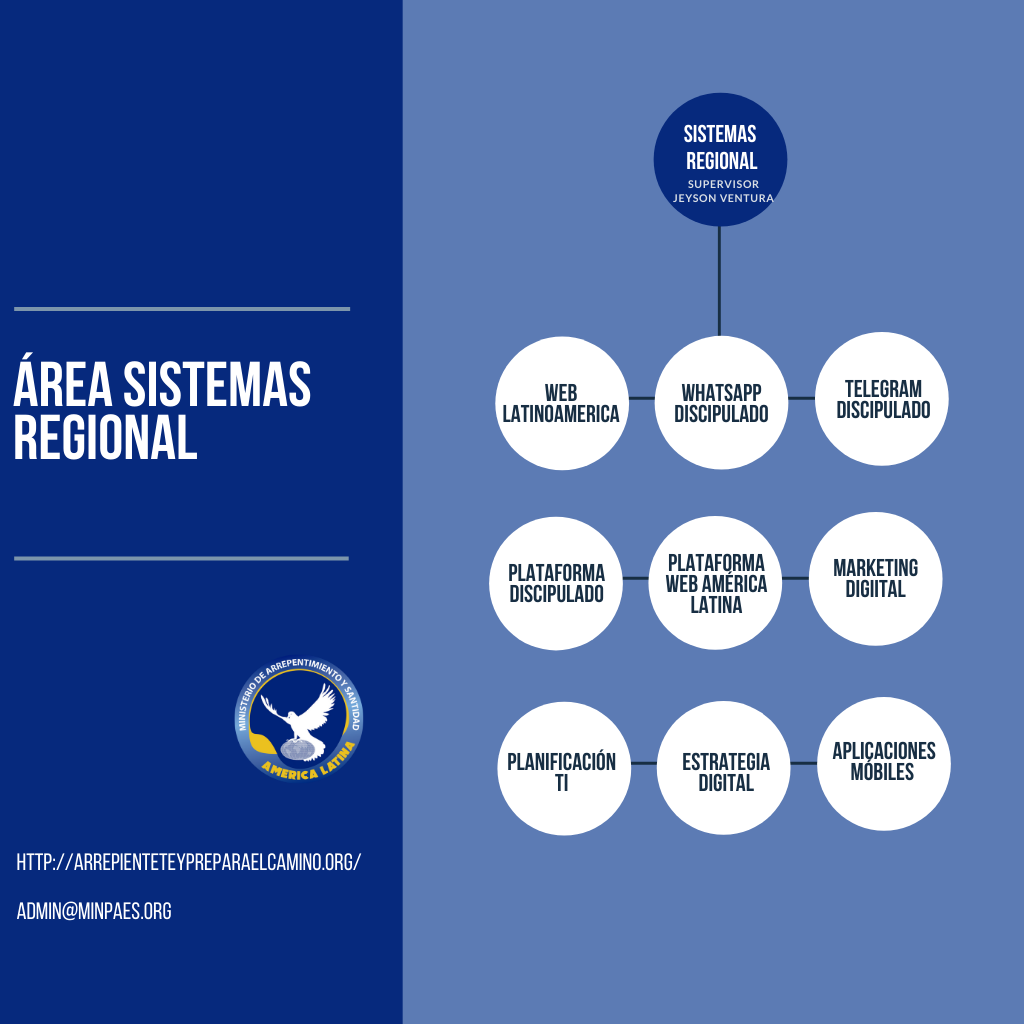 ÁREA SISTEMAS
REGIONAL
MINISTERIO DE ARREPENTIMIENTO Y SANTIDAD
AMERICA LATINA
HTTP://ARREPIENTETEYPREPARAELCAMINO.ORG/
ADMIN@MINPAES.ORG
SISTEMAS
REGIONAL
SUPERVISOR
JEYSON VENTURA
WEB
LATINOAMERICA
WHATSAPP
DISCIPULADO
TELEGRAM
DISCIPULADO
PLATAFORMA
DISCIPULADO
PLATAFORMA
WEB AMÉRICA
LATINA
MARKETING
DIGIITAL
PLANIFICACIÓN
TI
ESTRATEGIA
DIGITAL
APLICACIONES
MÓBILES